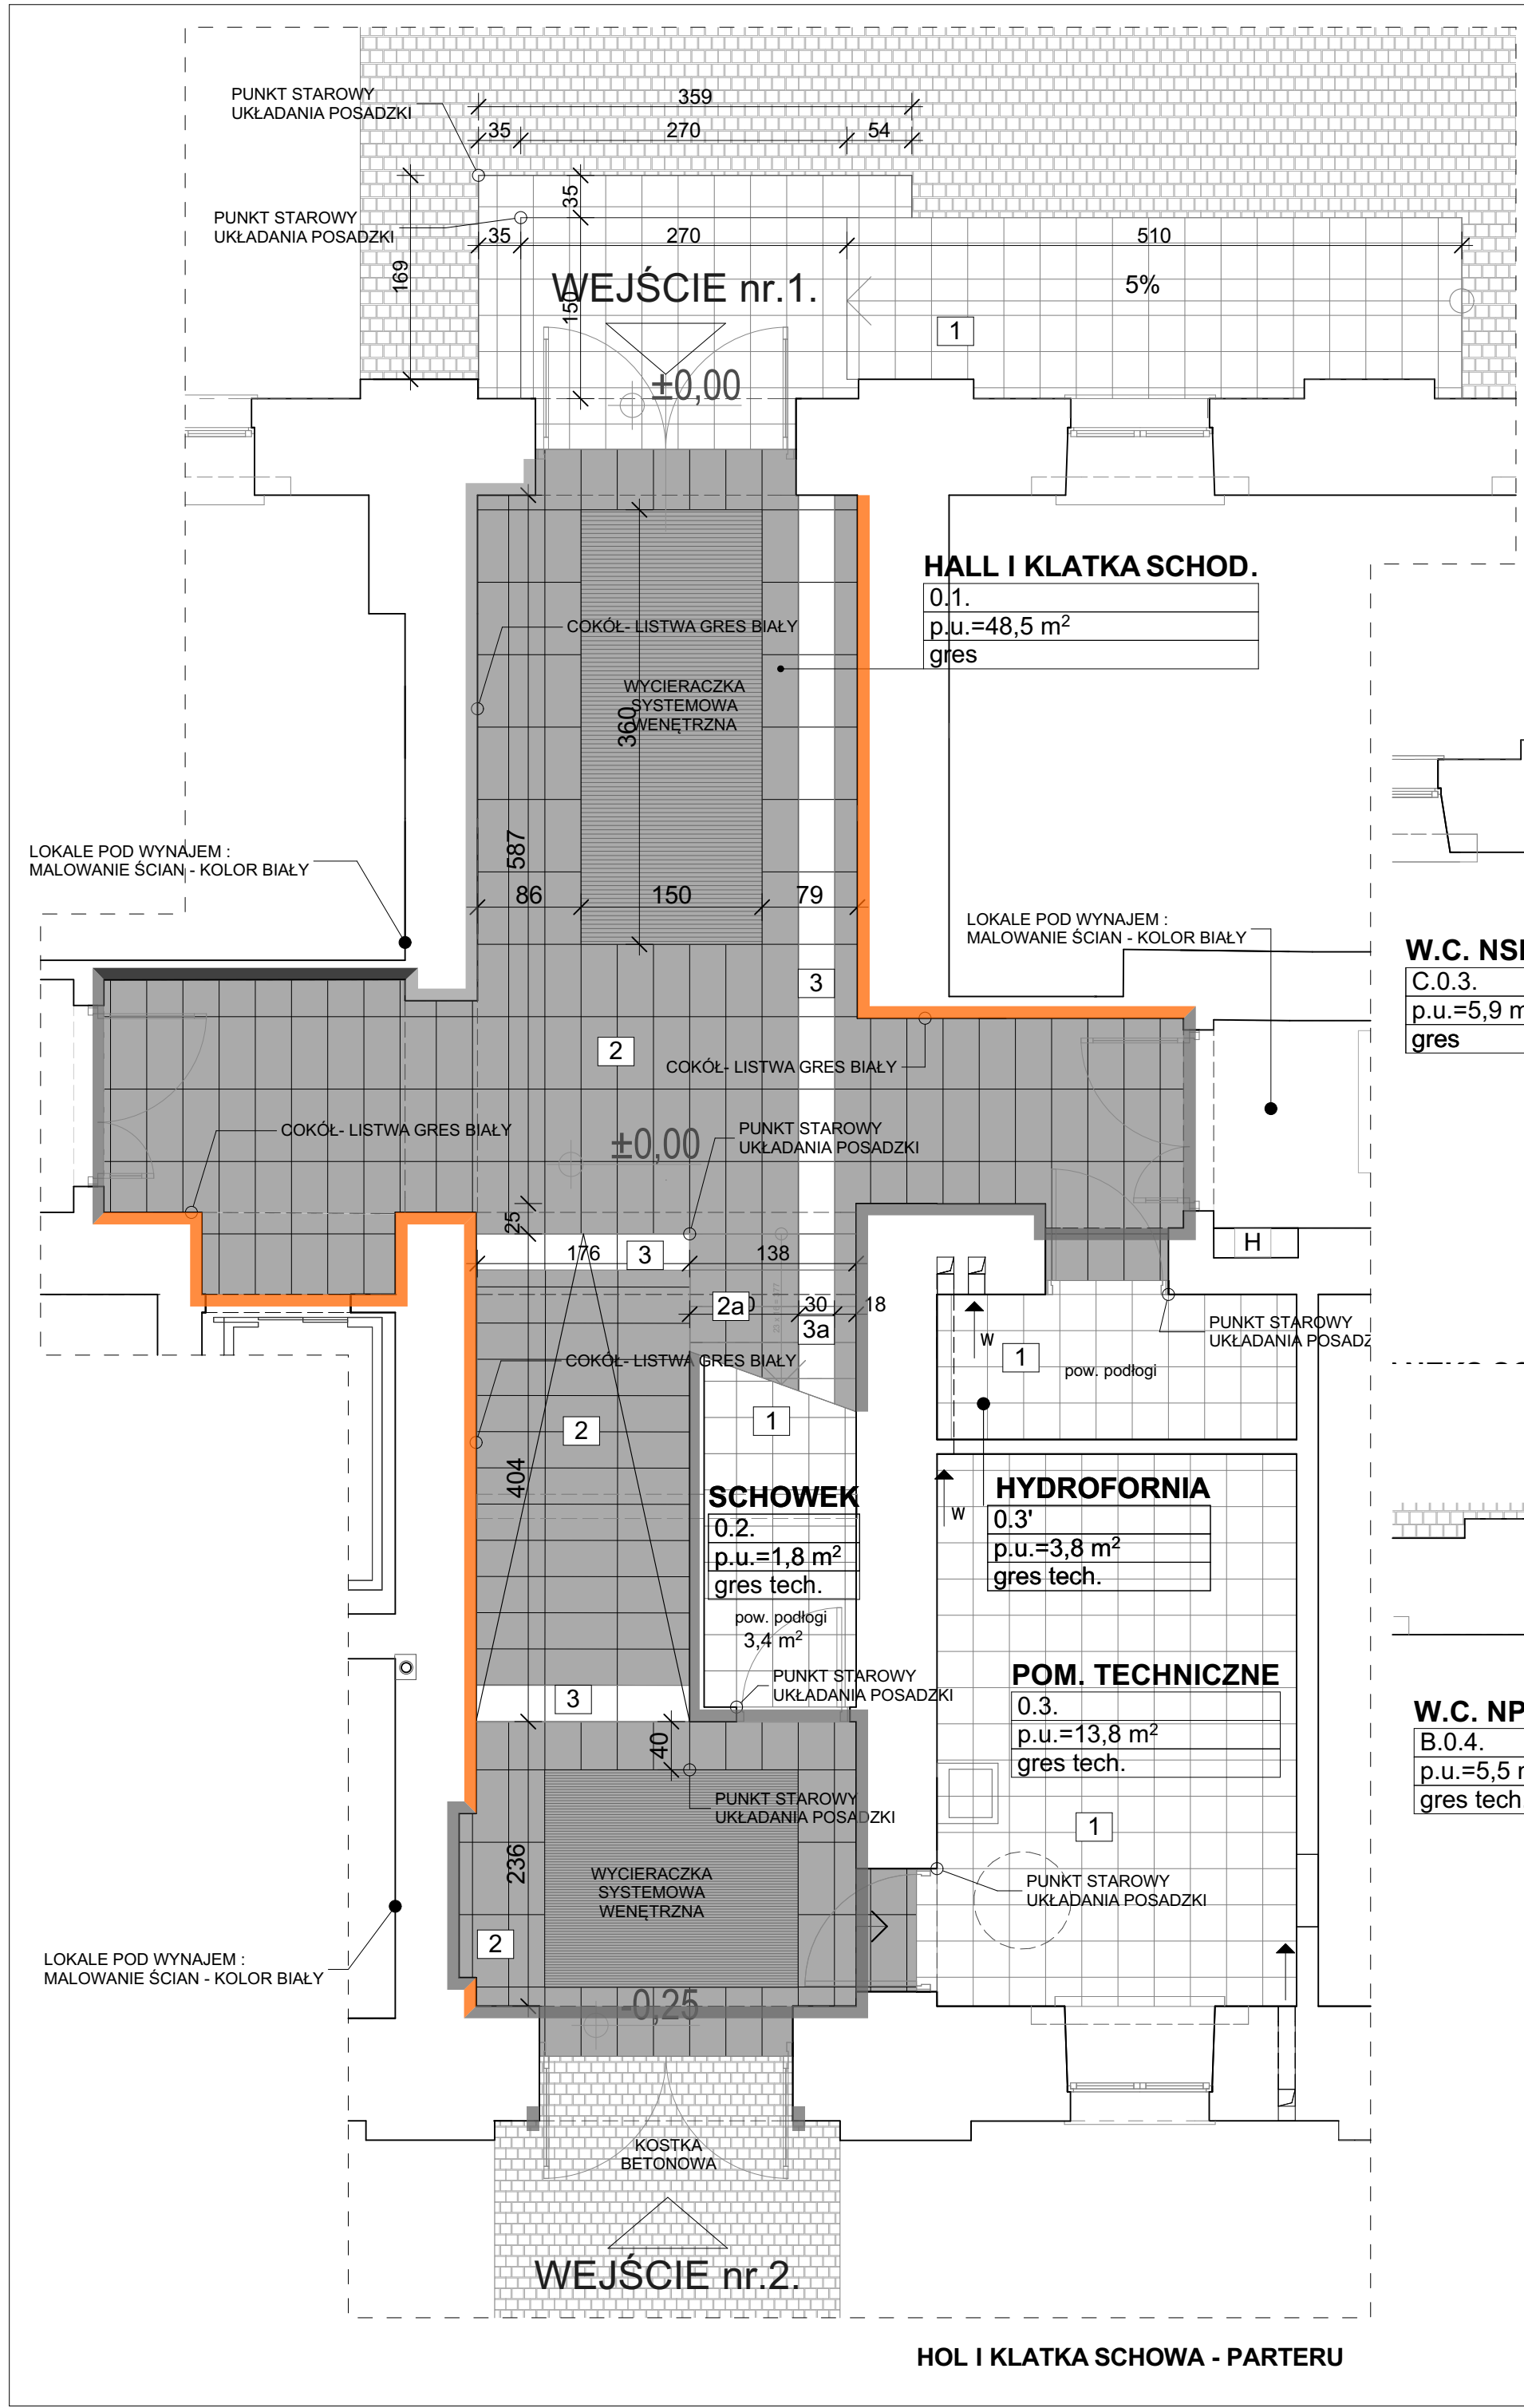 PUNKT STAROWY
UKŁADANIA POSADZKI
359
35
270
54
35
PUNKT STAROWY
UKŁADANIA POSADZKI
35
270
510
169
150
WEJŚCIE nr.1.
5%
1
±0,00
HALL I KLATKA SCHOD.
0.1.
p.u.=48,5 m²
gres
COKÓŁ- LISTWA GRES BIAŁY
WYCIERACZKA
SYSTEMOWA
WENĘTRZNA
360
587
LOKALE POD WYNAJEM :
MALOWANIE ŚCIAN - KOLOR BIAŁY
86
150
79
LOKALE POD WYNAJEM :
MALOWANIE ŚCIAN - KOLOR BIAŁY
W.C.
C.0.3.
p.u.=5,9
gres
3
2
COKÓŁ- LISTWA GRES BIAŁY
COKÓŁ- LISTWA GRES BIAŁY
±0,00
PUNKT STAROWY
UKŁADANIA POSADZKI
25
176
3
138
H
2a
30
18
3a
PUNKT STAROWY
UKŁADANIA
W
1
pow. podłogi
COKÓŁ- LISTWA GRES BIAŁY
2
1
404
SCHOWEK
0.2.
p.u.=1,8 m²
gres tech.
pow. podłogi
3,4 m²
HYDROFORNIA
W
0.3'
p.u.=3,8 m²
gres tech.
PUNKT STAROWY
UKŁADANIA POSADZKI
POM. TECHNICZNE
0.3.
p.u.=13,8 m²
gres tech.
3
40
W.C.
B.0.4.
p.u.=5,5
gres tech
PUNKT STAROWY
UKŁADANIA POSADZKI
1
236
WYCIERACZKA
SYSTEMOWA
WENĘTRZNA
PUNKT STAROWY
UKŁADANIA POSADZKI
2
LOKALE POD WYNAJEM :
MALOWANIE ŚCIAN - KOLOR BIAŁY
-0,25
KOSTKA
BETONOWA
WEJŚCIE nr.2.
HOL I KLATKA SCHOWA - PARTERU